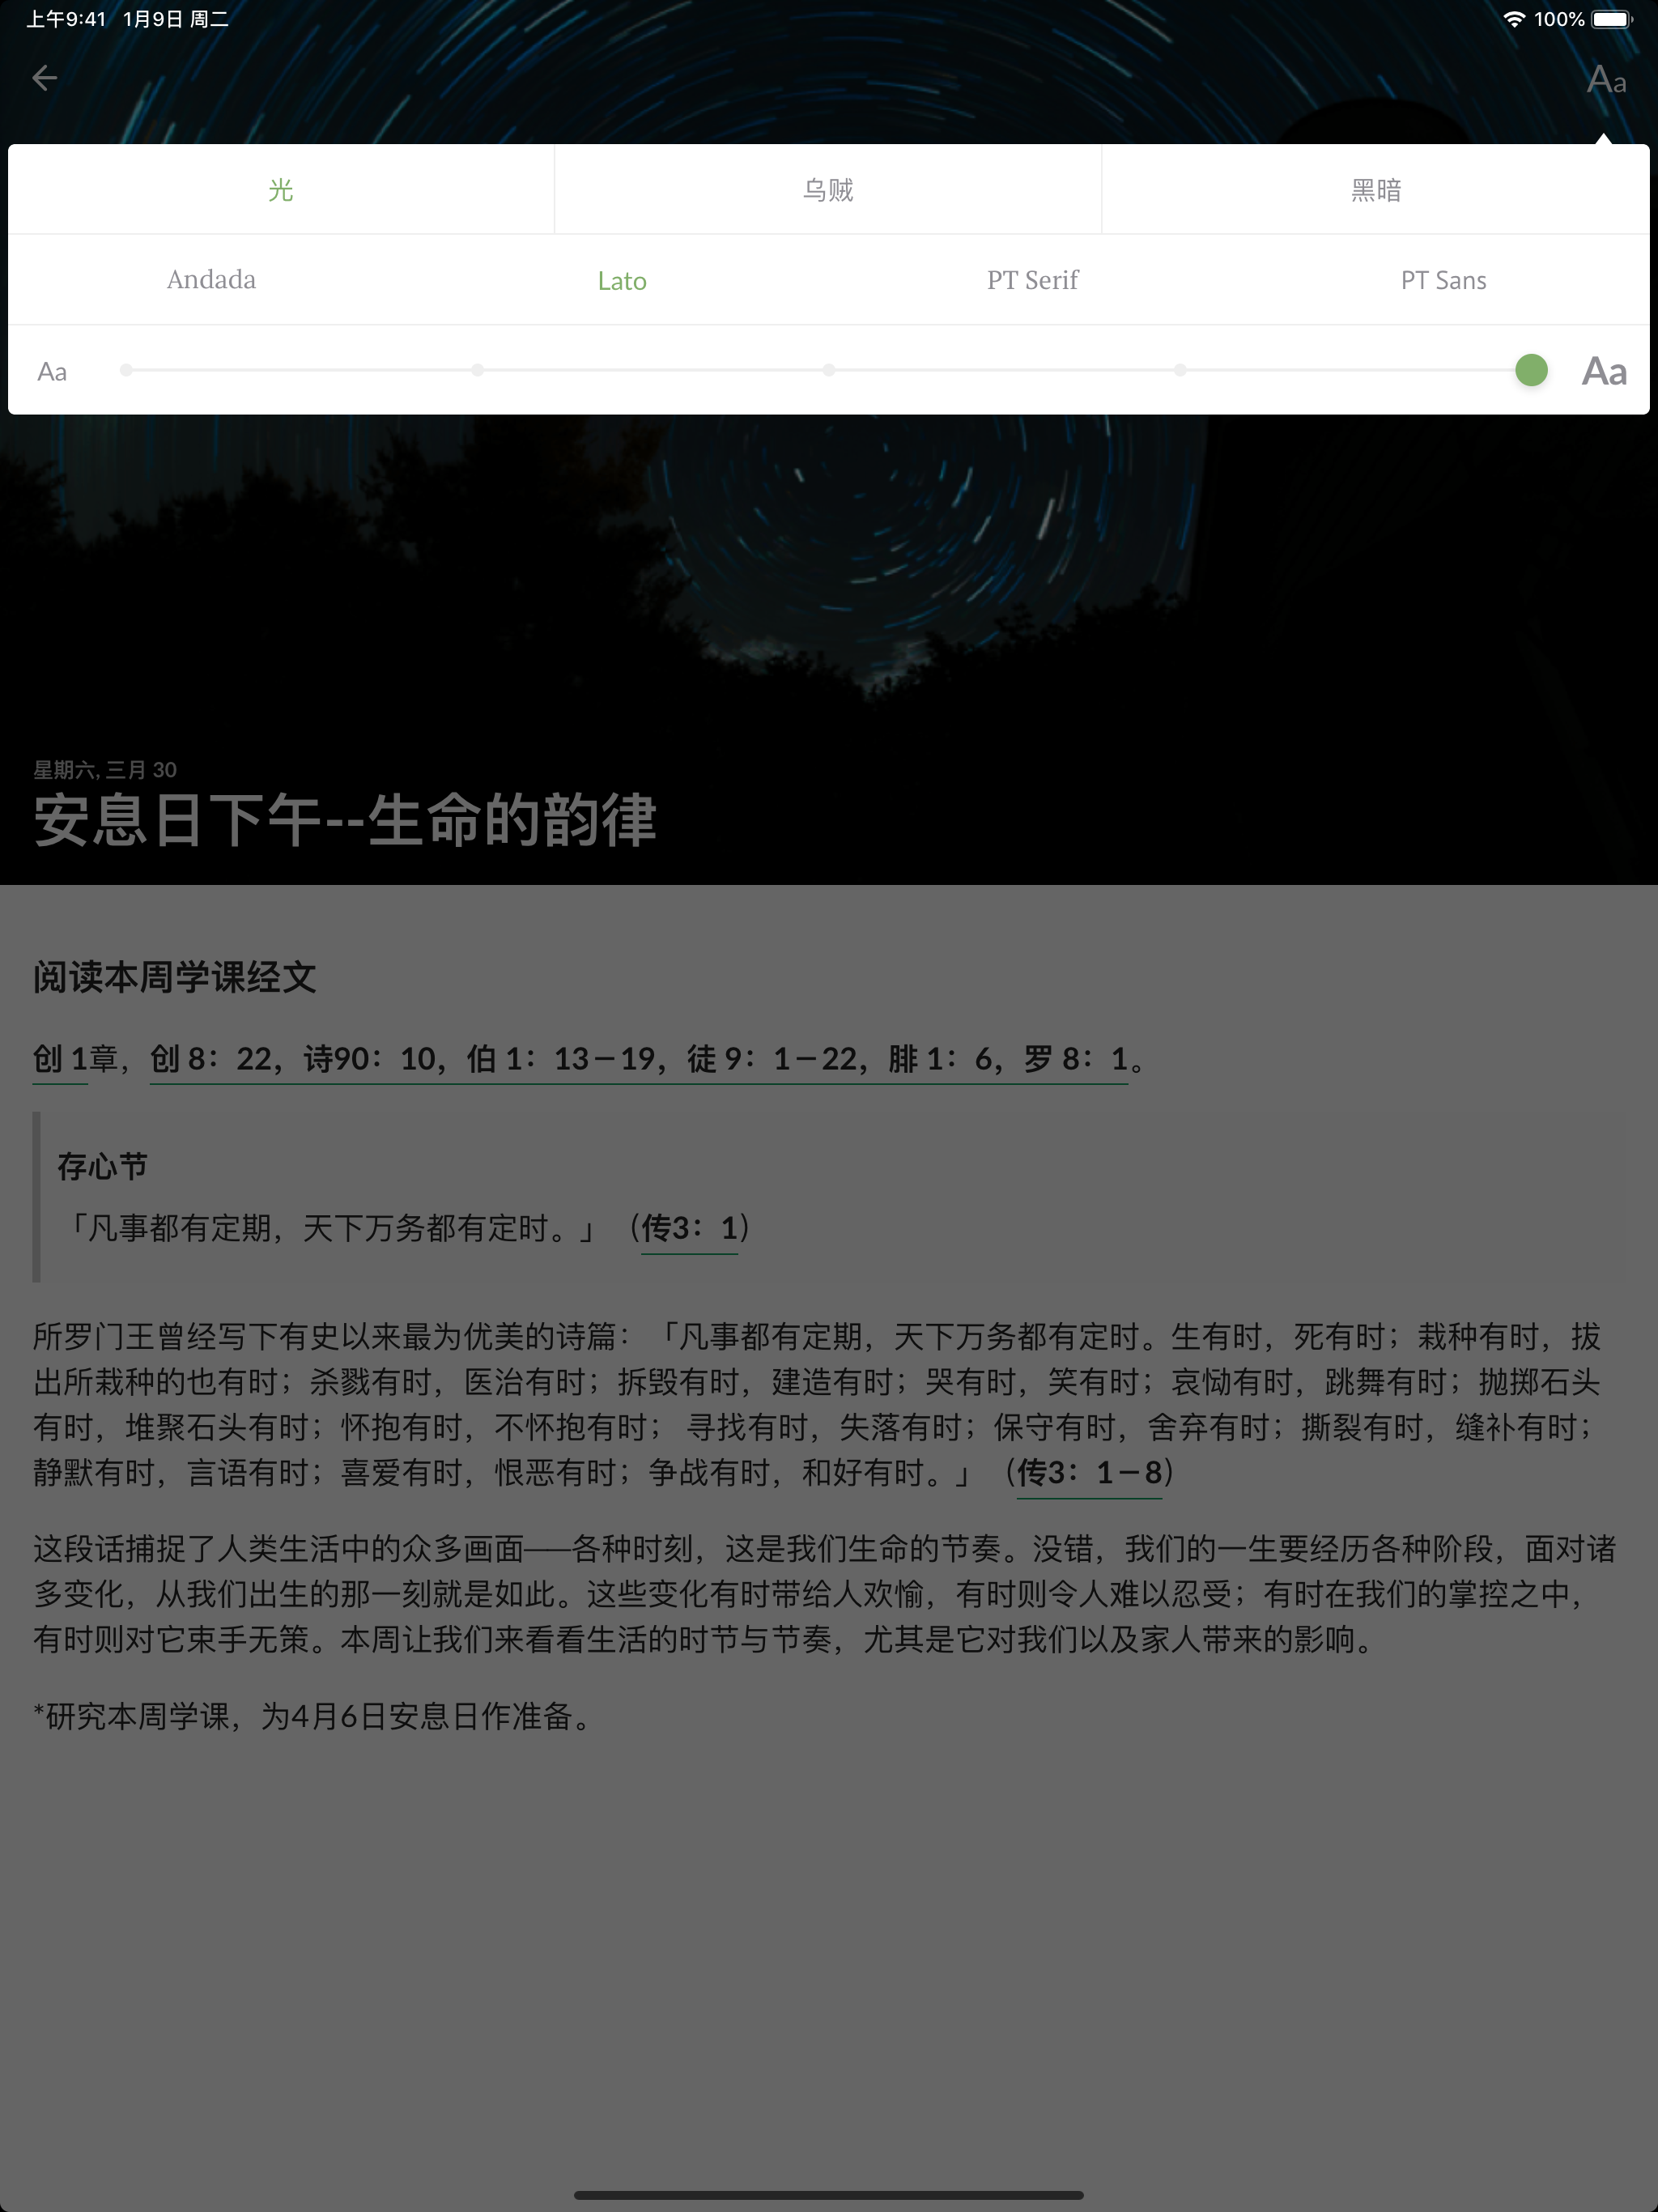 上午9:41 1月9日 周二 100%
Aa
光 乌贼 黑暗
Andada Lato PT Serif PT Sans
Aa Aa
星期六, 三月 30
安息日下午--生命的韵律
阅读本周学课经文
创 1章，创 8：22，诗90：10，伯 1：13－19，徒 9：1－22，腓 1：6，罗 8：1。
存心节
「凡事都有定期，天下万务都有定时。」（传3：1）
所罗门王曾经写下有史以来最为优美的诗篇：「凡事都有定期，天下万务都有定时。生有时，死有时；栽种有时，拔
出所栽种的也有时；杀戮有时，医治有时；拆毁有时，建造有时；哭有时，笑有时；哀恸有时，跳舞有时；抛掷石头
有时，堆聚石头有时；怀抱有时，不怀抱有时； 寻找有时，失落有时；保守有时，舍弃有时；撕裂有时，缝补有时；
静默有时，言语有时；喜爱有时，恨恶有时；争战有时，和好有时。」（传3：1－8）
这段话捕捉了人类生活中的众多画面——各种时刻，这是我们生命的节奏。没错，我们的一生要经历各种阶段，面对诸
多变化，从我们出生的那一刻就是如此。这些变化有时带给人欢愉，有时则令人难以忍受；有时在我们的掌控之中，
有时则对它束手无策。本周让我们来看看生活的时节与节奏，尤其是它对我们以及家人带来的影响。
*研究本周学课，为4月6日安息日作准备。